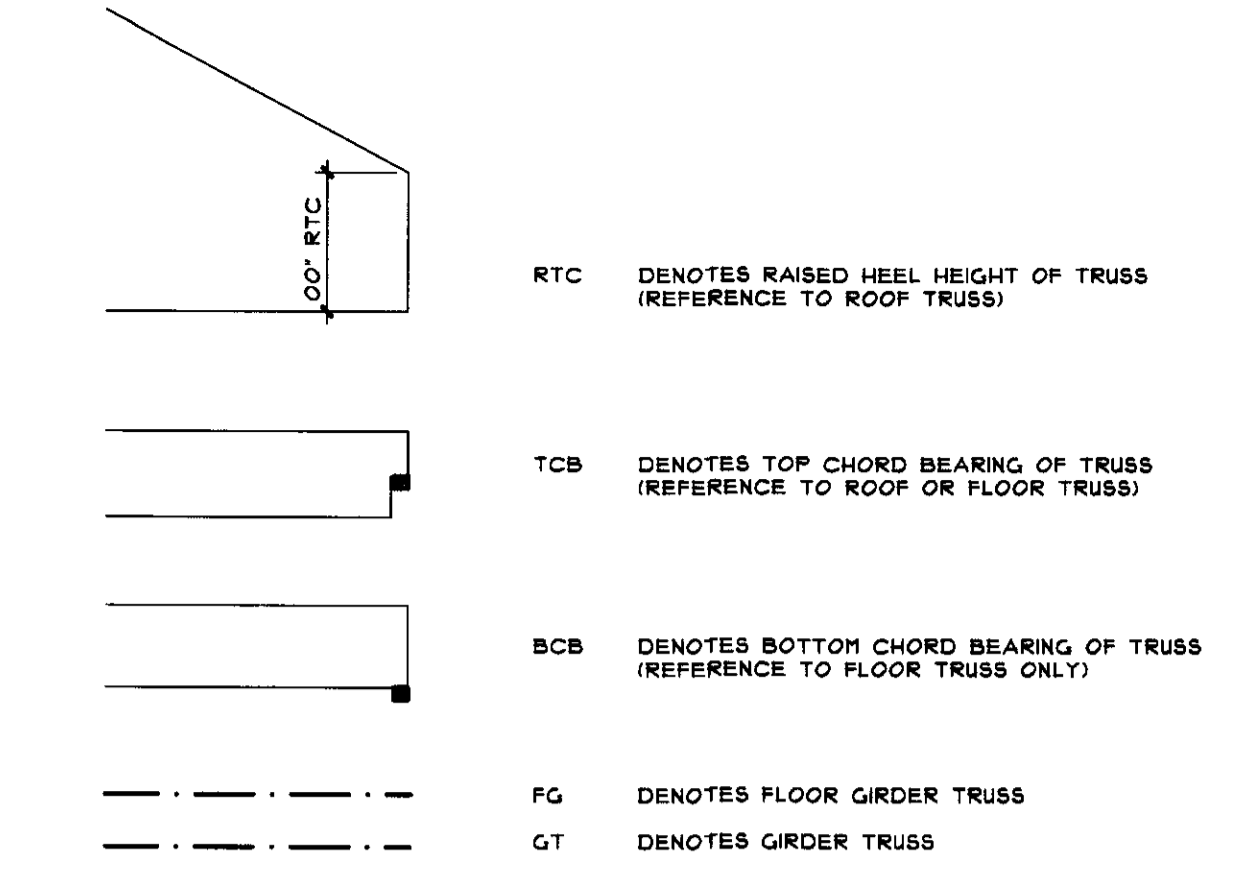 00" RTC
RTC DENOTES RAISED HEEL HEIGHT OF TRUSS
(REFERENCE TO ROOF TRUSS)
TCB DENOTES TOP CHORD BEARING OF TRUSS
(REFERENCE TO ROOF OR FLOOR TRUSS)
BCB DENOTES BOTTOM CHORD BEARING OF TRUSS
(REFERENCE TO FLOOR TRUSS ONLY)
FG DENOTES FLOOR GIRDER TRUSS
GT DENOTES GIRDER TRUSS